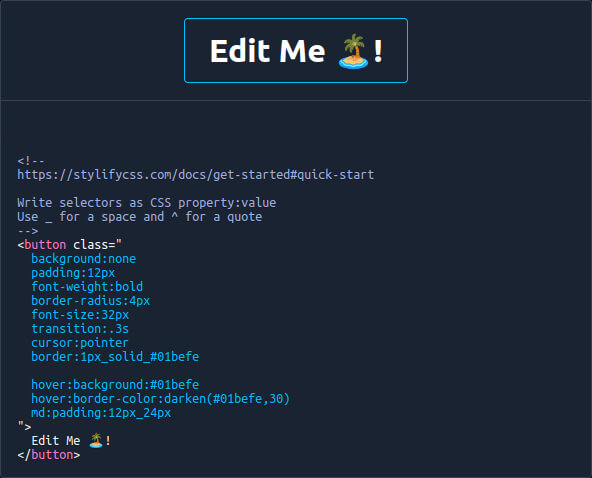 Edit Me 🏝️!
<!--
https://stylifycss.com/docs/get-started#quick-start
Write selectors as CSS property:value
Use _ for a space and ^ for a quote
-->
<button class="
background:none
padding:12px
font-weight:bold
border-radius:4px
font-size:32px
transition:.3s
cursor:pointer
border:1px_solid_#01befe
hover:background:#01befe
hover:border-color:darken(#01befe,30)
md:padding:12px_24px
">
Edit Me 🏝️!
</button>